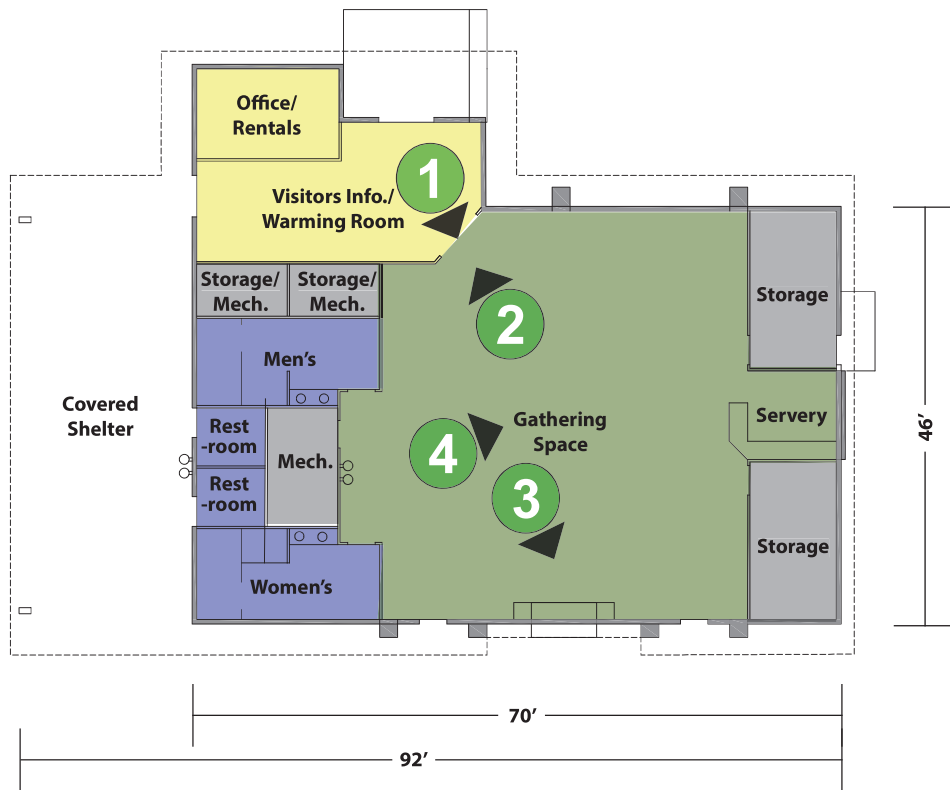 Office/
Rentals
1
Visitors Info./
Warming Room
Storage/
Mech.
Storage/
Mech.
Storage
2
Men's
Covered
Shelter
Gathering
Space
Servery
46'
Rest
-room
Mech.
4
Rest
-room
3
Storage
Women's
70'
92'